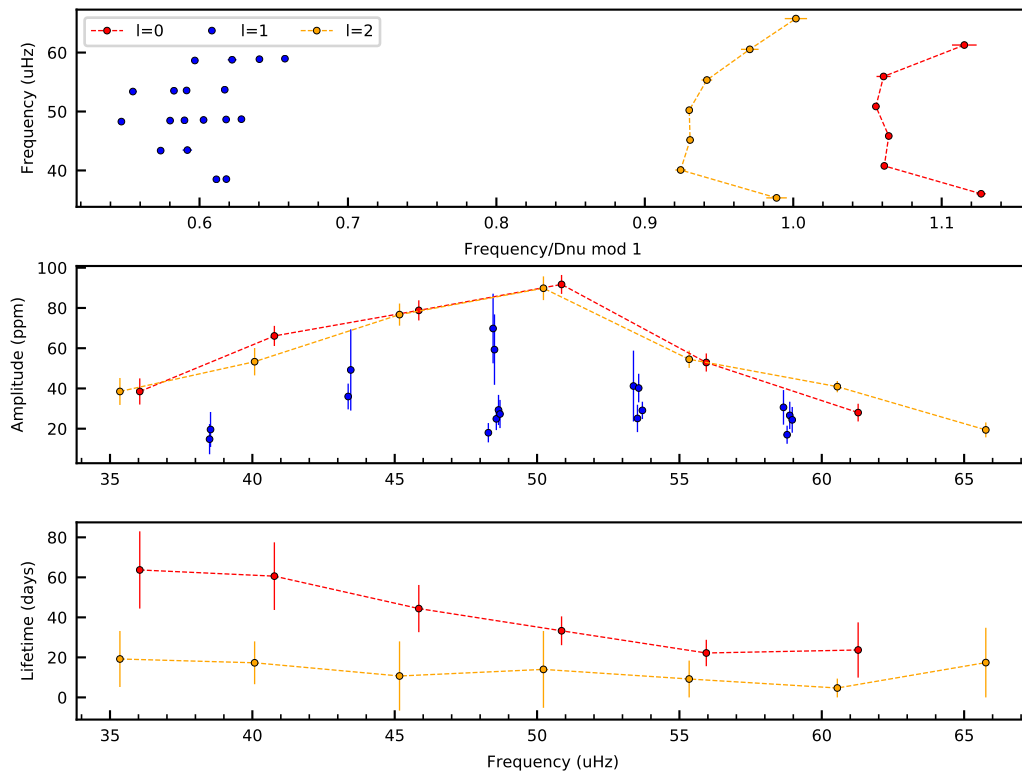 l=0 l=1 l=2
Frequency (uHz)
60
50
40
0.6 0.7 0.8 0.9 1.0 1.1
Frequency/Dnu mod 1
Amplitude (ppm)
100
80
60
40
20
35 40 45 50 55 60 65
Lifetime (days)
80
60
40
20
0
35 40 45 50 55 60 65
Frequency (uHz)